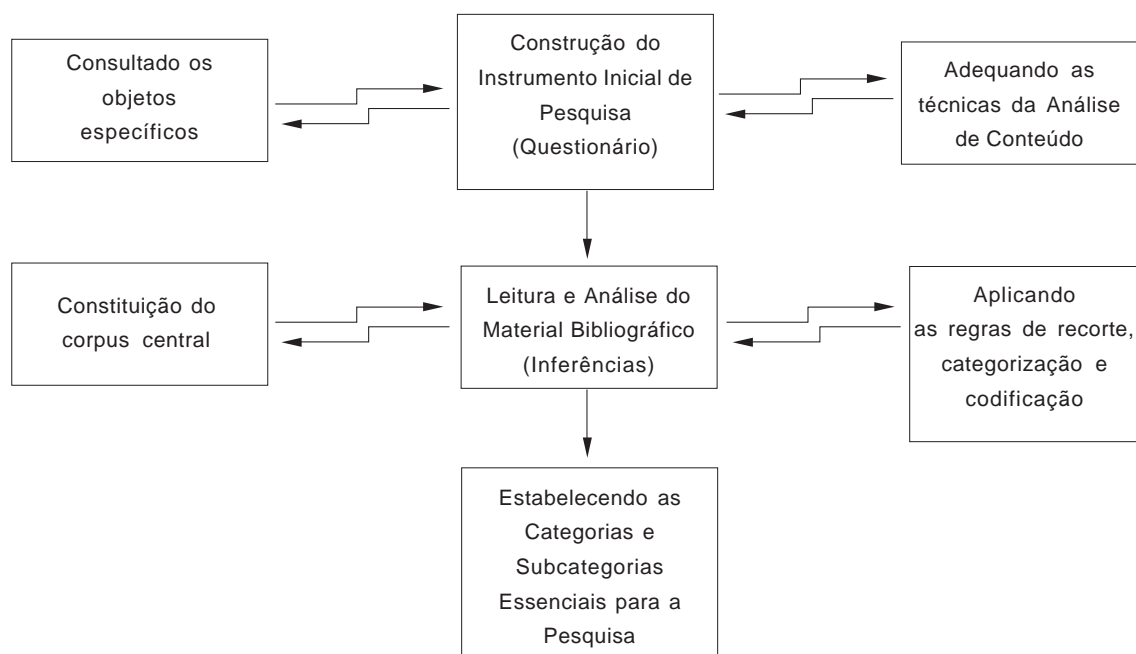 Consultado os
objetos
específicos
Construção do
Instrumento Inicial de
Pesquisa
(Questionário)
Adequando as
técnicas da Análise
de Conteúdo
Constituição do
corpus central
Leitura e Análise do
Material Bibliográfico
(Inferências)
Aplicando
as regras de recorte,
categorização e
codificação
Estabelecendo as
Categorias e
Subcategorias
Essenciais para a
Pesquisa